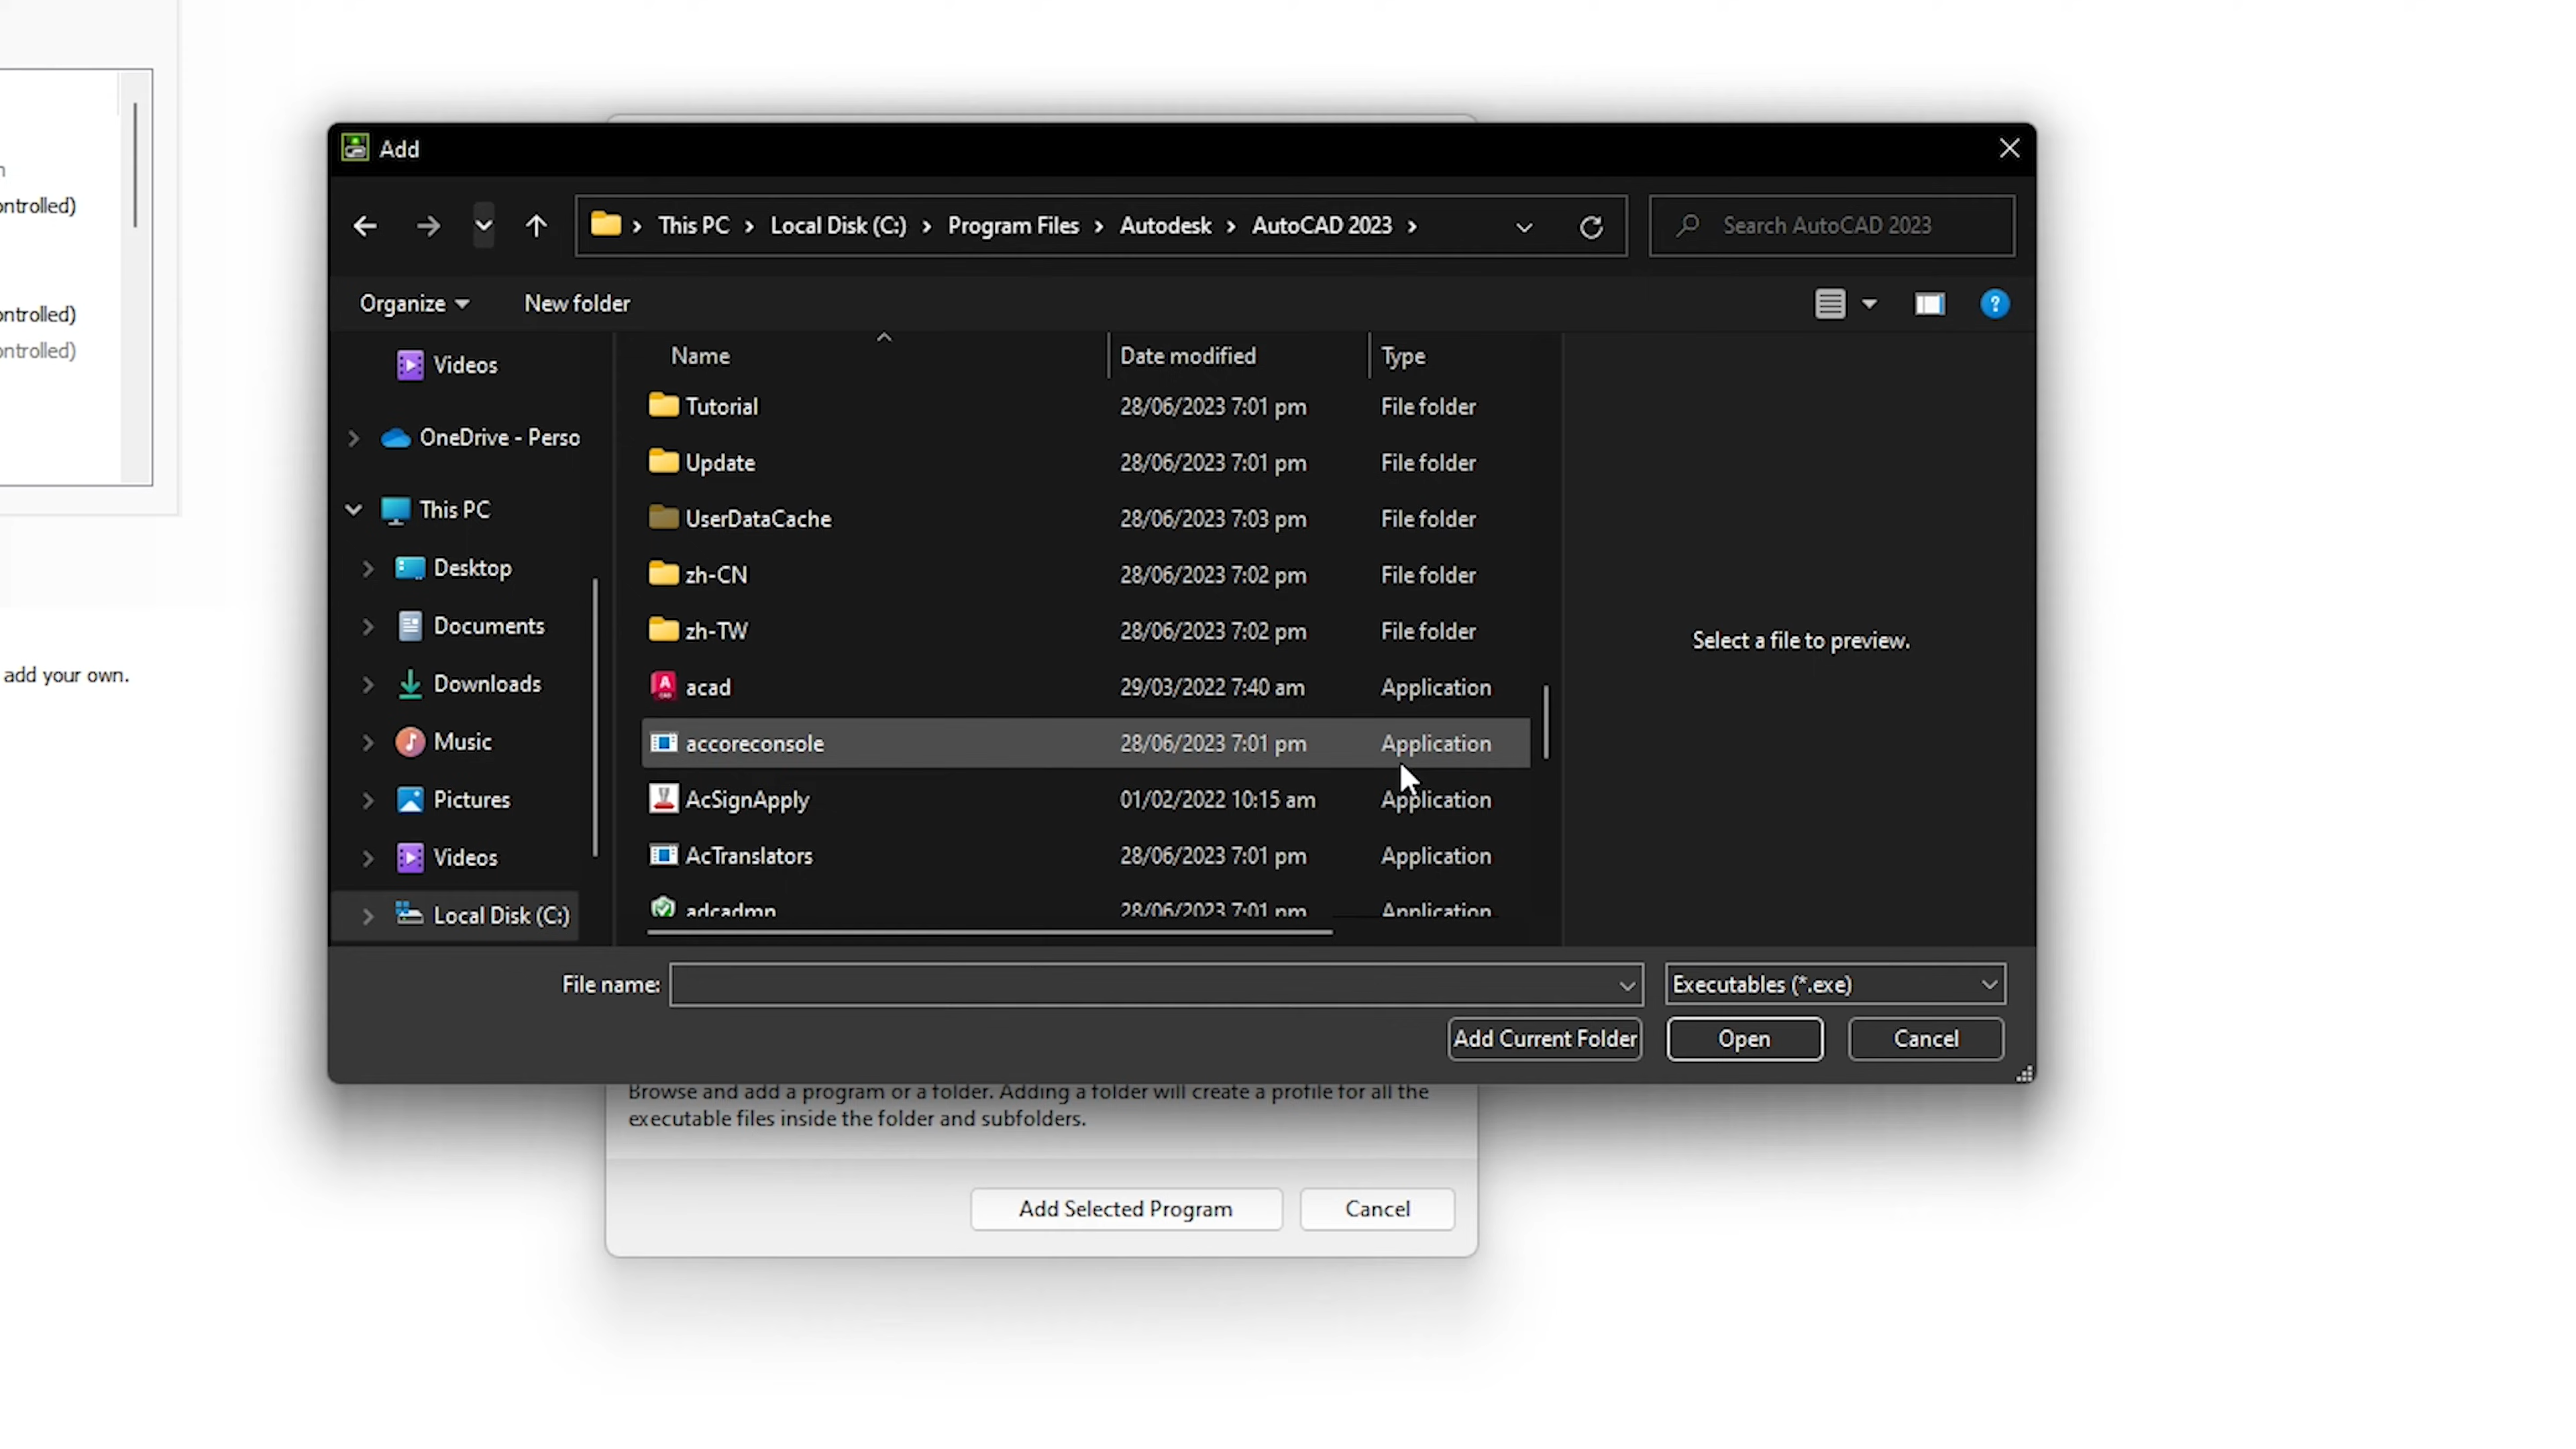 ontrolled)
ontrolled)
ontrolled)
add your own.
Add
This PC > Local Disk (C:) > Program Files > Autodesk > AutoCAD 2023 >
Search AutoCAD 2023
Organize
New folder
Videos
OneDrive - Perso
This PC
Desktop
Documents
Downloads
Music
Pictures
Videos
Local Disk (C:)
Name Date modified Type
Tutorial 28/06/2023 7:01 pm File folder
Update 28/06/2023 7:01 pm File folder
UserDataCache 28/06/2023 7:03 pm File folder
zh-CN 28/06/2023 7:02 pm File folder
zh-TW 28/06/2023 7:02 pm File folder
acad 29/03/2022 7:40 am Application
accoreconsole 28/06/2023 7:01 pm Application
AcSignApply 01/02/2022 10:15 am Application
AcTranslators 28/06/2023 7:01 pm Application
adcadmn 28/06/2023 7:01 pm Application
Select a file to preview.
File name:
Executables (*.exe)
Add Current Folder
Open
Cancel
Browse and add a program or a folder. Adding a folder will create a profile for all the
executable files inside the folder and subfolders.
Add Selected Program
Cancel